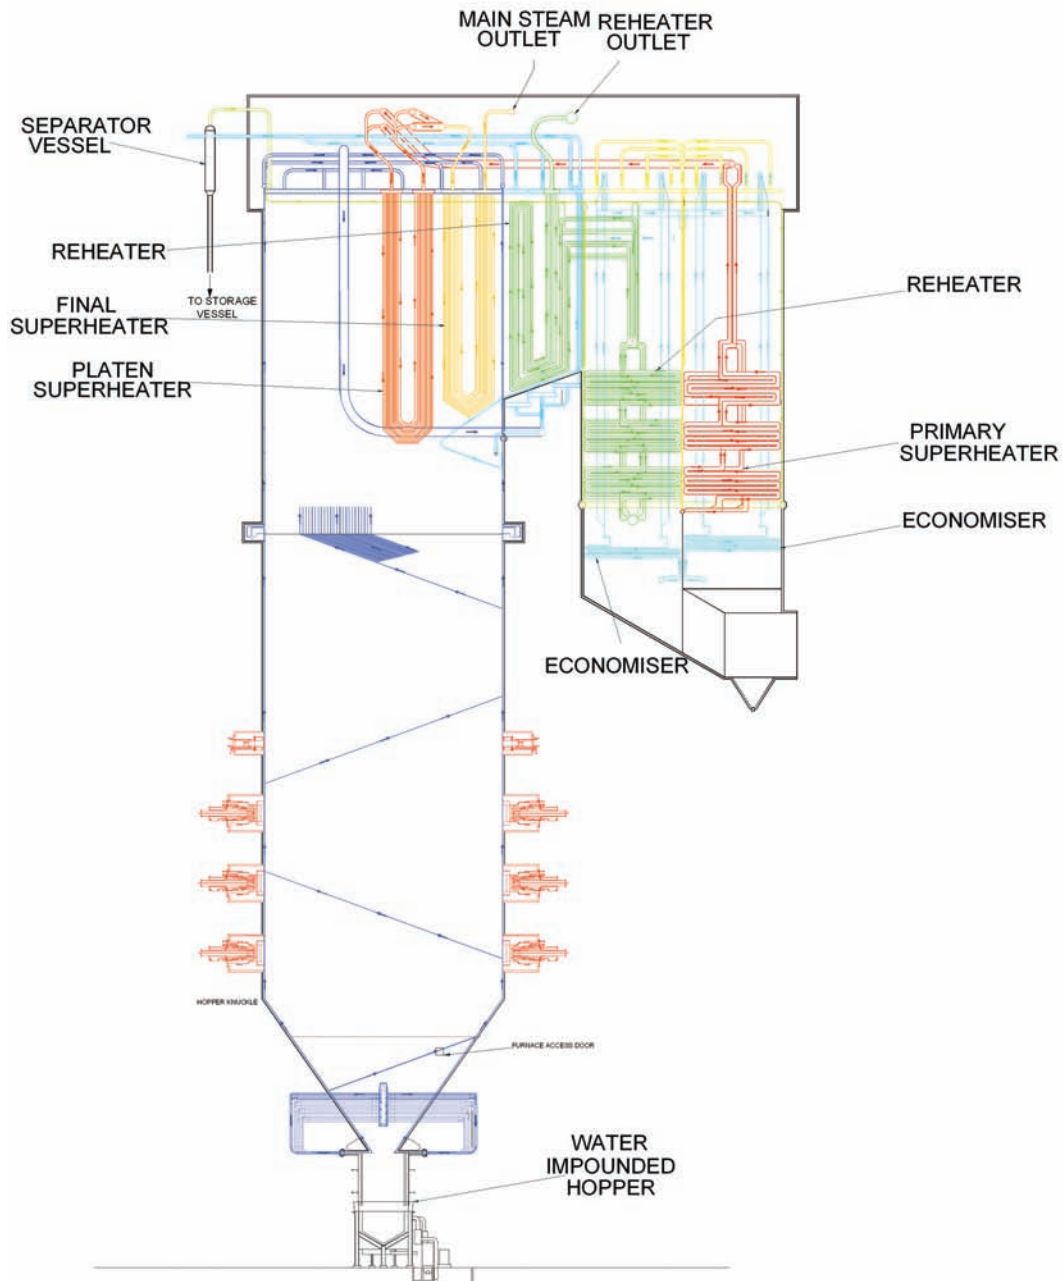 MAIN STEAM
OUTLET
REHEATER
OUTLET
SEPARATOR
VESSEL
REHEATER
TO STORAGE
VESSEL
FINAL
SUPERHEATER
PLATEN
SUPERHEATER
REHEATER
PRIMARY
SUPERHEATER
ECONOMISER
ECONOMISER
HOPPER KNUCKLE
FURNACE ACCESS DOOR
WATER
IMPOUNDED
HOPPER